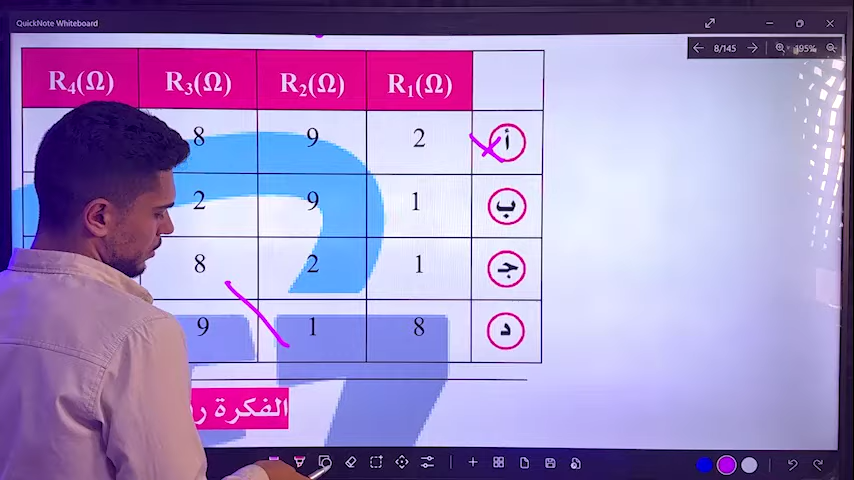 QuickNote Whiteboard
8/145
195%
R₄(Ω) R₃(Ω) R₂(Ω) R₁(Ω)
8 9 2 أ
2 9 1 ب
8 2 1 جـ
9 1 8 د
الفكرة